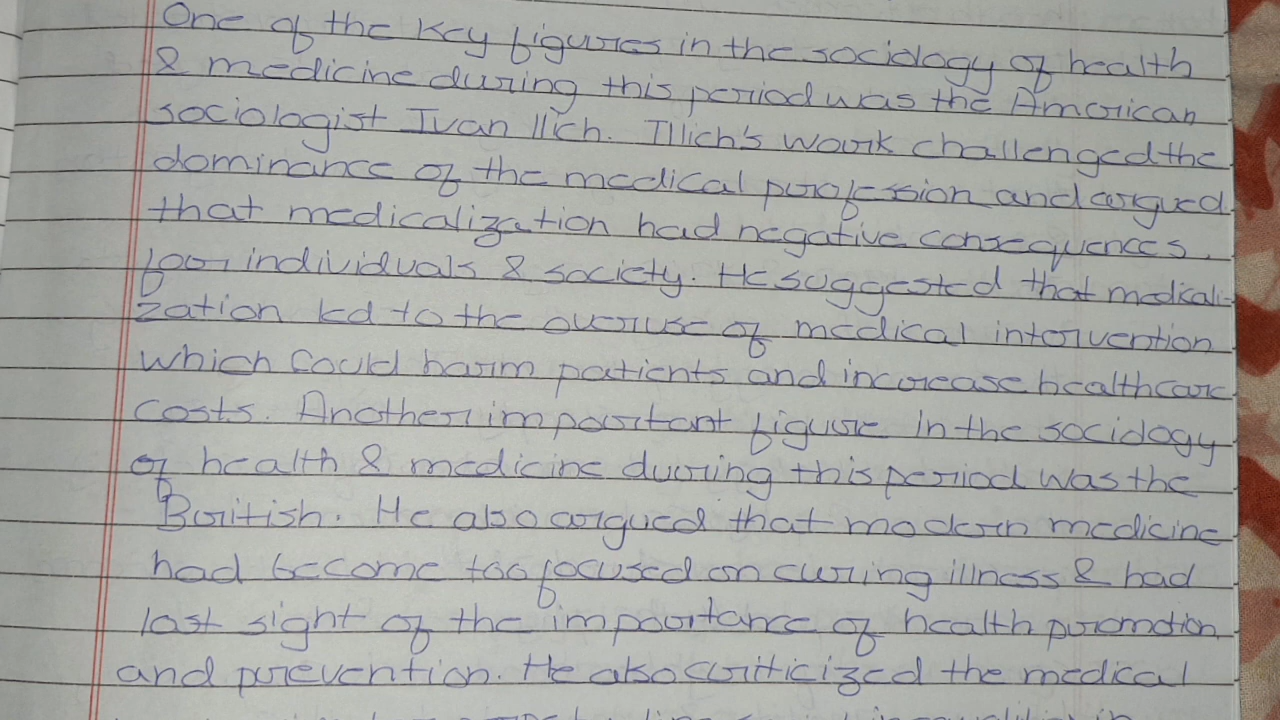 One of the Key figures in the sociology of health
& medicine during this period was the American
sociologist Ivan Ilich. Illich's work challenged the
dominance of the medical profession and argued
that medicalization had negative consequences.
for individuals & society. He suggested that medicali-
zation led to the overuse of medical intervention
which could harm patients and increase healthcare
costs. Another important figure in the sociology
of health & medicine during this period was the
British. He also argued that modern medicine
had become too focused on curing illness & had
last sight of the importance of health promotion
and prevention. He also criticized the medical